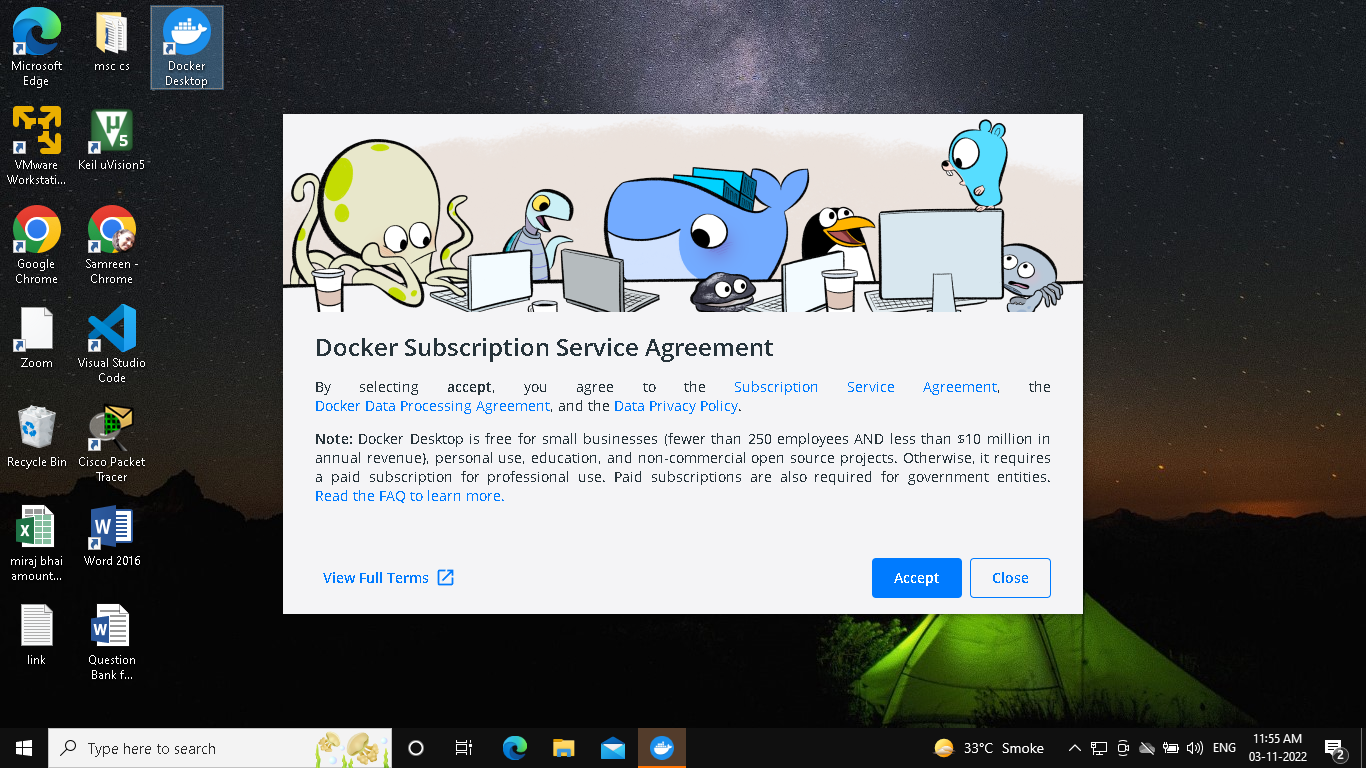 Microsoft
Edge
msc cs
Docker
Desktop
VMware
Workstati...
Keil uVision5
Google
Chrome
Samreen -
Chrome
Zoom
Visual Studio
Code
Recycle Bin
Cisco Packet
Tracer
miraj bhai
amount...
Word 2016
link
Question
Bank f...
Docker Subscription Service Agreement
By selecting accept, you agree to the Subscription Service Agreement, the
Docker Data Processing Agreement, and the Data Privacy Policy.
Note: Docker Desktop is free for small businesses (fewer than 250 employees AND less than $10 million in
annual revenue), personal use, education, and non-commercial open source projects. Otherwise, it requires
a paid subscription for professional use. Paid subscriptions are also required for government entities.
Read the FAQ to learn more.
View Full Terms
Accept
Close
Type here to search
33°C Smoke
ENG
11:55 AM
03-11-2022
2